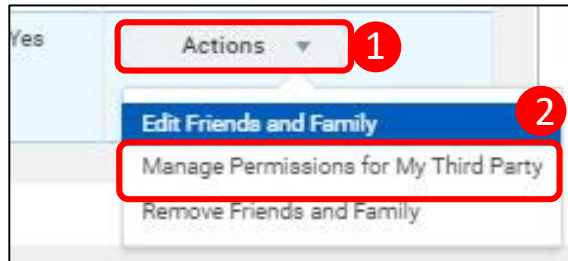 Yes
Actions
1
2
Edit Friends and Family
Manage Permissions for My Third Party
Remove Friends and Family